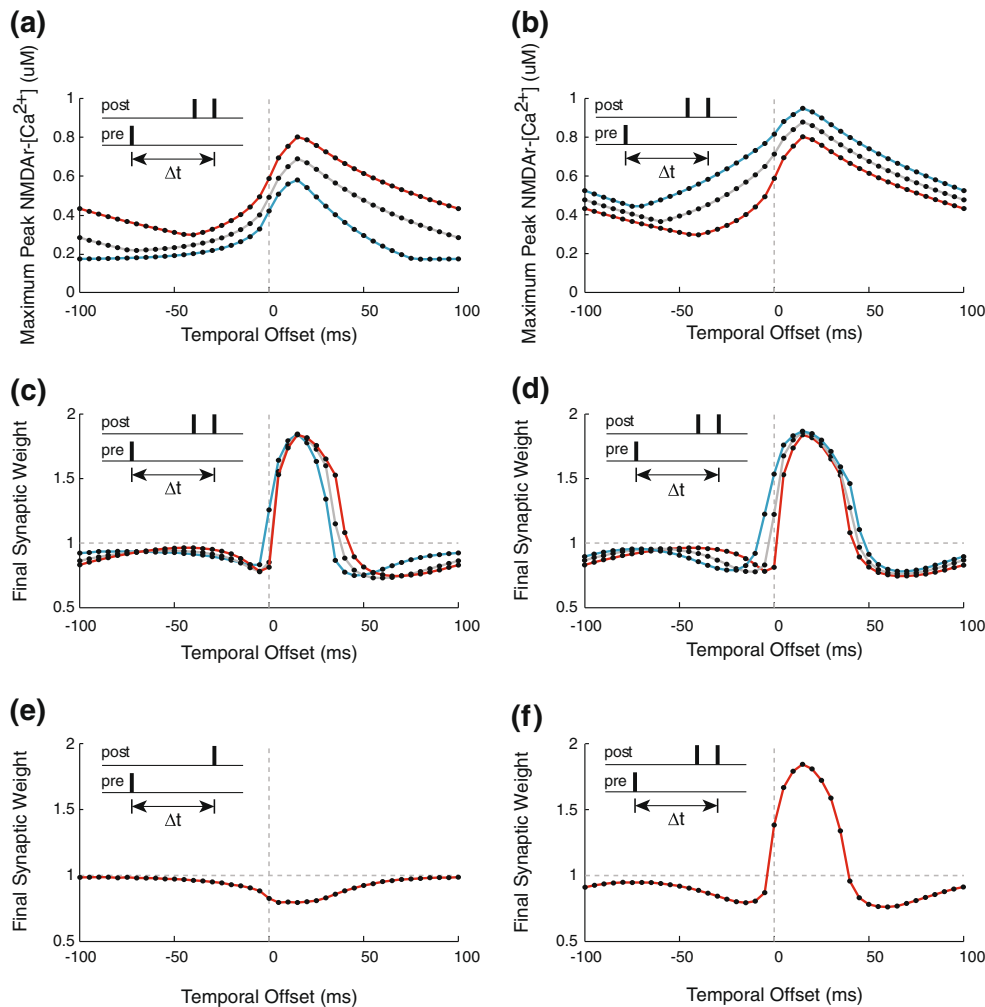 (a)
Maximum Peak NMDAr-[Ca2+] (uM)
1
0.8
0.6
0.4
0.2
0
post
pre
Δt
-100
-50
0
50
100
Temporal Offset (ms)
(b)
Maximum Peak NMDAr-[Ca2+] (uM)
1
0.8
0.6
0.4
0.2
0
post
pre
Δt
-100
-50
0
50
100
Temporal Offset (ms)
(c)
Final Synaptic Weight
2
1.5
1
0.5
post
pre
Δt
-100
-50
0
50
100
Temporal Offset (ms)
(d)
Final Synaptic Weight
2
1.5
1
0.5
post
pre
Δt
-100
-50
0
50
100
Temporal Offset (ms)
(e)
Final Synaptic Weight
2
1.5
1
0.5
post
pre
Δt
-100
-50
0
50
100
Temporal Offset (ms)
(f)
Final Synaptic Weight
2
1.5
1
0.5
post
pre
Δt
-100
-50
0
50
100
Temporal Offset (ms)